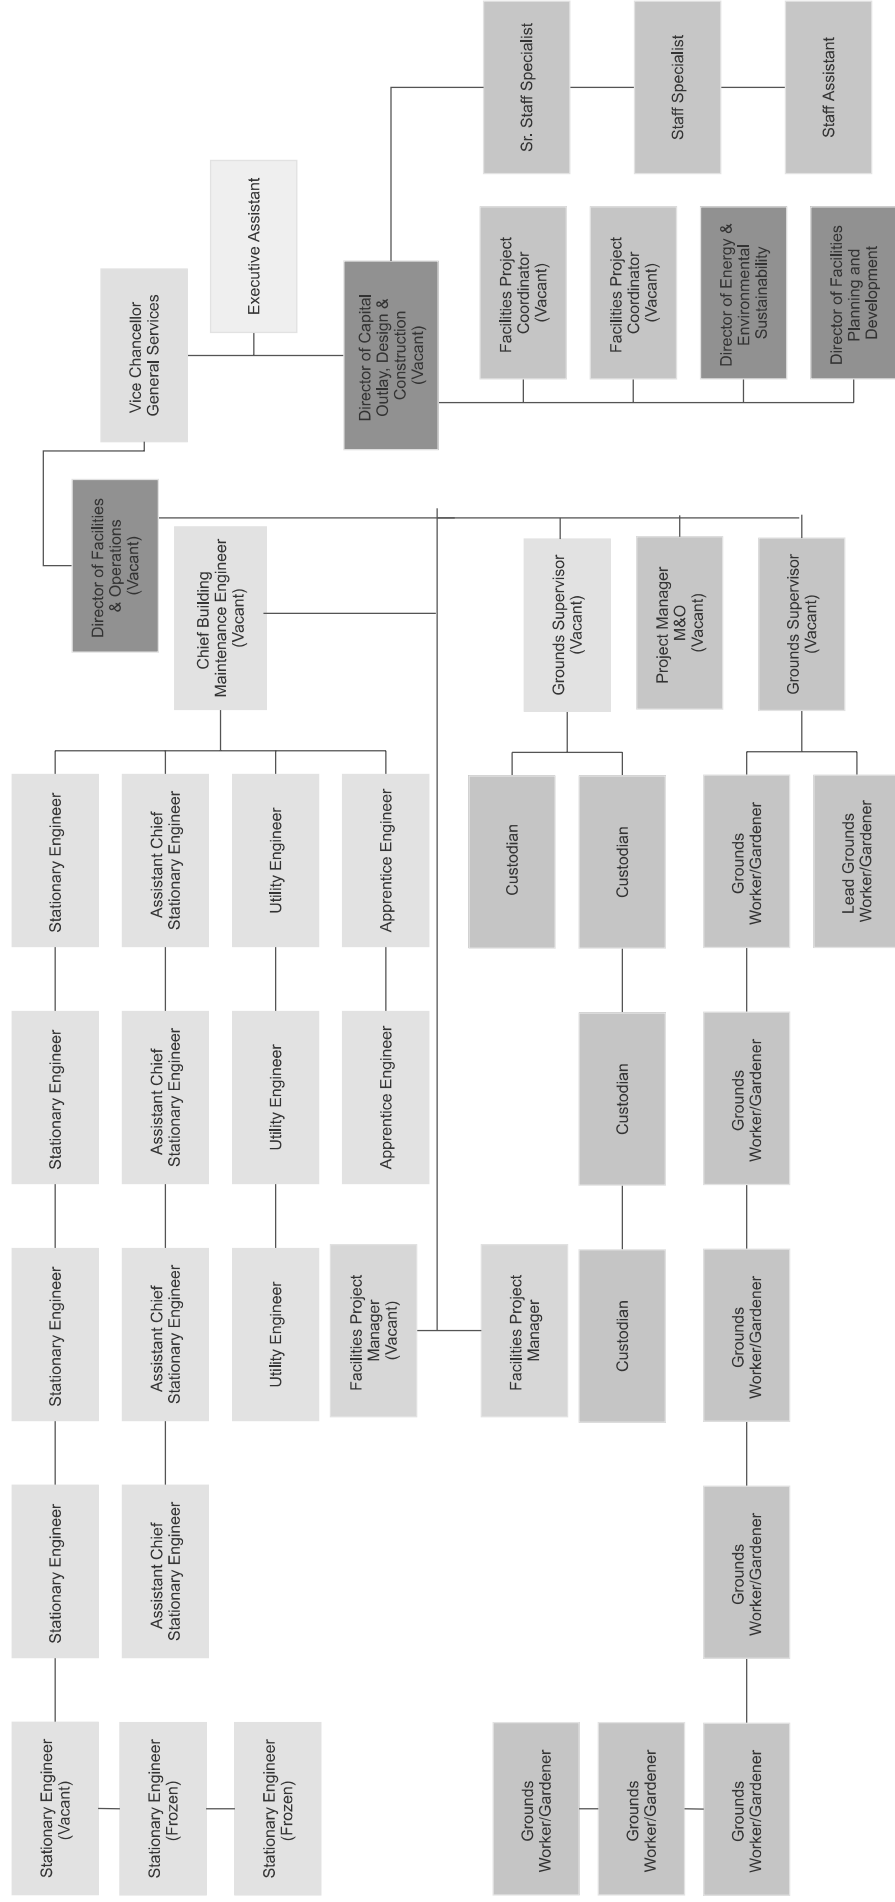 Stationary Engineer
(Vacant)
Stationary Engineer
Stationary Engineer
Stationary Engineer
Stationary Engineer
Director of Facilities
& Operations
(Vacant)
Vice Chancellor
General Services
(Vacant)
Stationary Engineer
(Frozen)
Assistant Chief
Stationary Engineer
Assistant Chief
Stationary Engineer
Assistant Chief
Stationary Engineer
Assistant Chief
Stationary Engineer
Chief Building
Maintenance Engineer
(Vacant)
Executive Assistant
Stationary Engineer
(Frozen)
Utility Engineer
Utility Engineer
Utility Engineer
Facilities Project
Manager
(Vacant)
Apprentice Engineer
Apprentice Engineer
Director of Capital
Outlay, Design &
Construction
(Vacant)
Grounds
Worker/Gardener
Facilities Project
Manager
Custodian
Grounds Supervisor
(Vacant)
Facilities Project
Coordinator
(Vacant)
Sr. Staff Specialist
Grounds
Worker/Gardener
Custodian
Custodian
Custodian
Project Manager
M&O
(Vacant)
Facilities Project
Coordinator
(Vacant)
Staff Specialist
Grounds
Worker/Gardener
Grounds
Worker/Gardener
Grounds
Worker/Gardener
Grounds
Worker/Gardener
Grounds
Worker/Gardener
Grounds Supervisor
(Vacant)
Director of Energy &
Environmental
Sustainability
Staff Assistant
Lead Grounds
Worker/Gardener
Director of Facilities
Planning and
Development